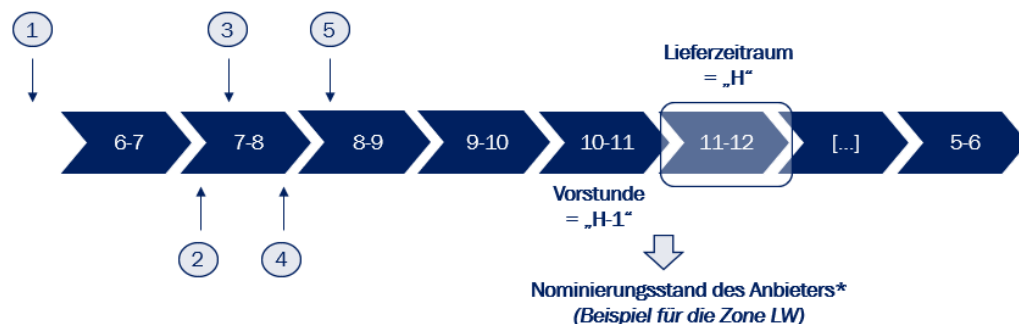 1
3
5
Lieferzeitraum
= „H“
6-7
7-8
8-9
9-10
10-11
11-12
[...]
5-6
Vorstunde
= „H-1“
2
4
Nominierungsstand des Anbieters*
(Beispiel für die Zone LW)